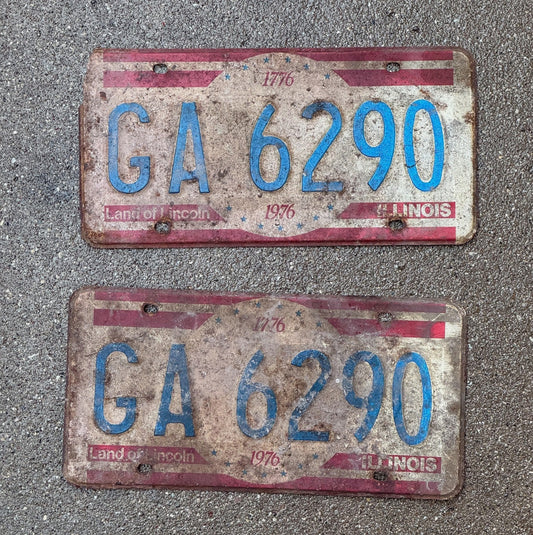 1776
GA 6290
Land of Lincoln 1976 ILLINOIS
1776
GA 6290
Land of Lincoln 1976 ILLINOIS